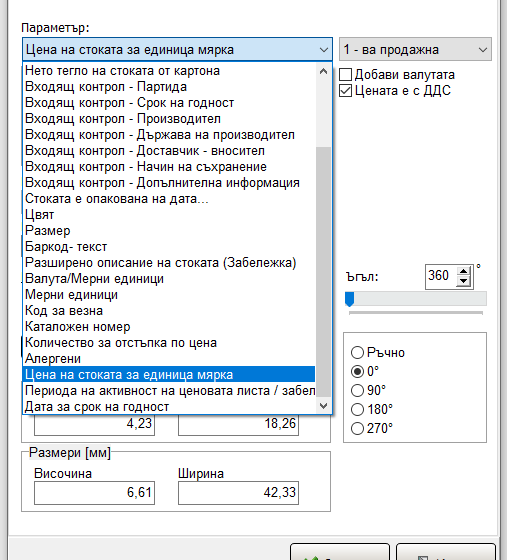 Параметър:
Цена на стоката за единица мярка
1 - ва продажна
Нето тегло на стоката от картона
Добави валутата
Входящ контрол - Партида
Цената е с ДДС
Входящ контрол - Срок на годност
Входящ контрол - Производител
Входящ контрол - Държава на производител
Входящ контрол - Доставчик - вносител
Входящ контрол - Начин на съхранение
Входящ контрол - Допълнителна информация
Стоката е опакована на дата...
Цвят
Размер
Баркод- текст
Разширено описание на стоката (Забележка)
Валута/Мерни единици
Ъгъл:
360
°
Мерни единици
Код за везна
Каталожен номер
Количество за отстъпка по цена
Алергени
Цена на стоката за единица мярка
Периода на активност на ценовата листа / забел
Дата за срок на годност
Ръчно
0°
90°
180°
270°
4,23
18,26
Размери [мм]
Височина
Ширина
6,61
42,33